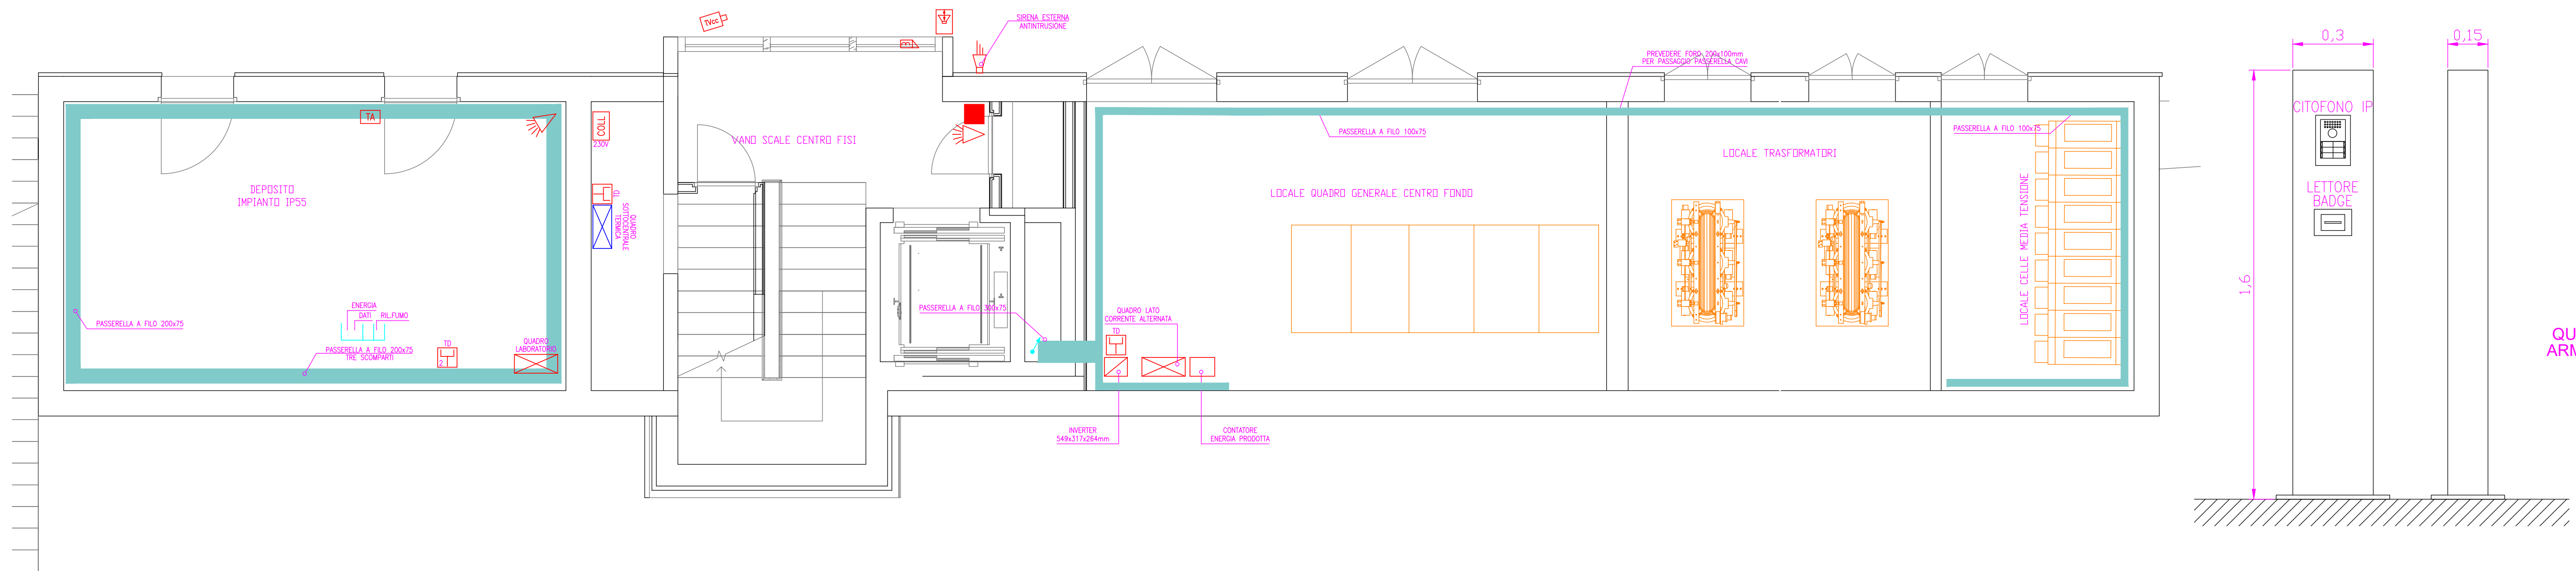 TVcc
SIRENA ESTERNA
ANTINTRUSIONE
PREVEDERE FORO 200x100mm
PER PASSAGGIO PASSERELLA CAVI
TA
COLL
230V
VANO SCALE CENTRO FISI
PASSERELLA A FILO 100x75
PASSERELLA A FILO 100x75
LOCALE TRASFORMATORI
DEPOSITO
IMPIANTO IP55
TD
QUADRO
SOTTOCENTRALE
TERMICA
LOCALE QUADRO GENERALE CENTRO FONDO
LOCALE CELLE MEDIA TENSIONE
ENERGIA
DATI
RIL.FUMO
PASSERELLA A FILO 200x75
PASSERELLA A FILO 200x75
TRE SCOMPARTI
TD
2
QUADRO
LABORATORIO
PASSERELLA A FILO 300x75
QUADRO LATO
CORRENTE ALTERNATA
TD
INVERTER
549x317x264mm
CONTATORE
ENERGIA PRODOTTA
0,3
0,15
CITOFONO IP
LETTORE
BADGE
1,6
QU
ARM